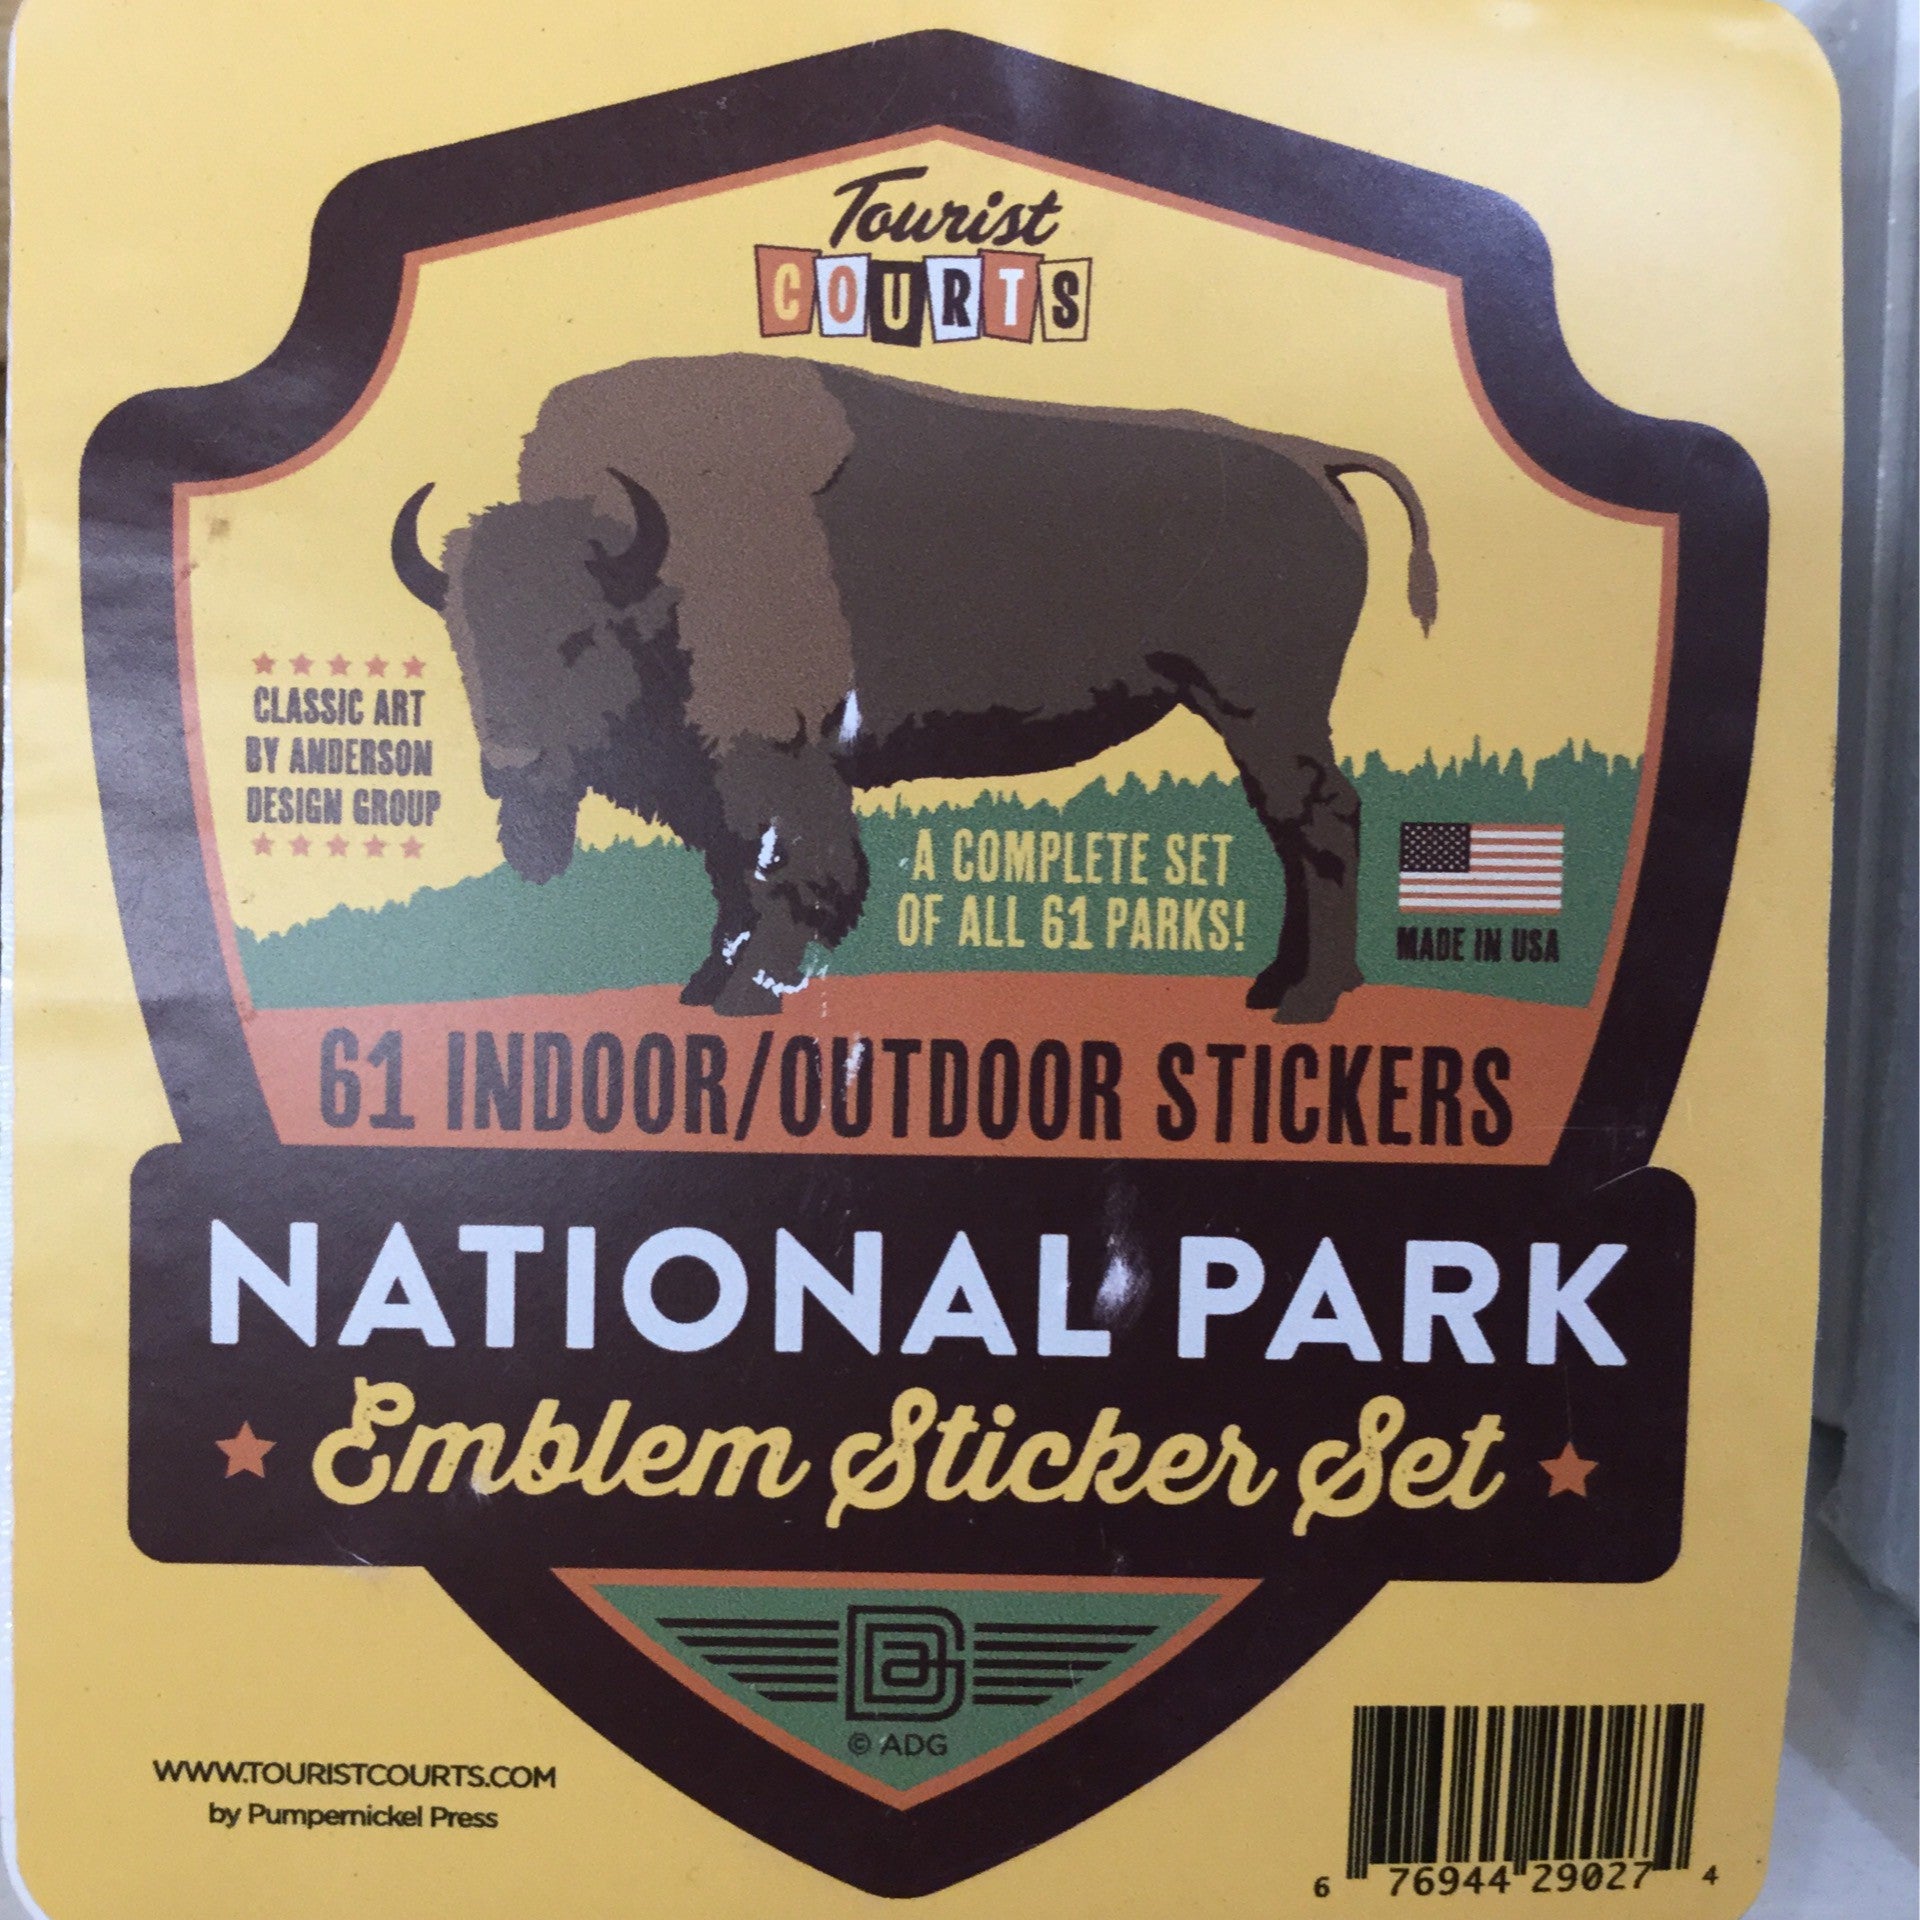 Tourist
COURTS
CLASSIC ART
BY ANDERSON
DESIGN GROUP
A COMPLETE SET
OF ALL 61 PARKS!
MADE IN USA
61 INDOOR/OUTDOOR STICKERS
NATIONAL PARK
Emblem Sticker Set
© ADG
WWW.TOURISTCOURTS.COM
by Pumpernickel Press
6 76944 29027 4